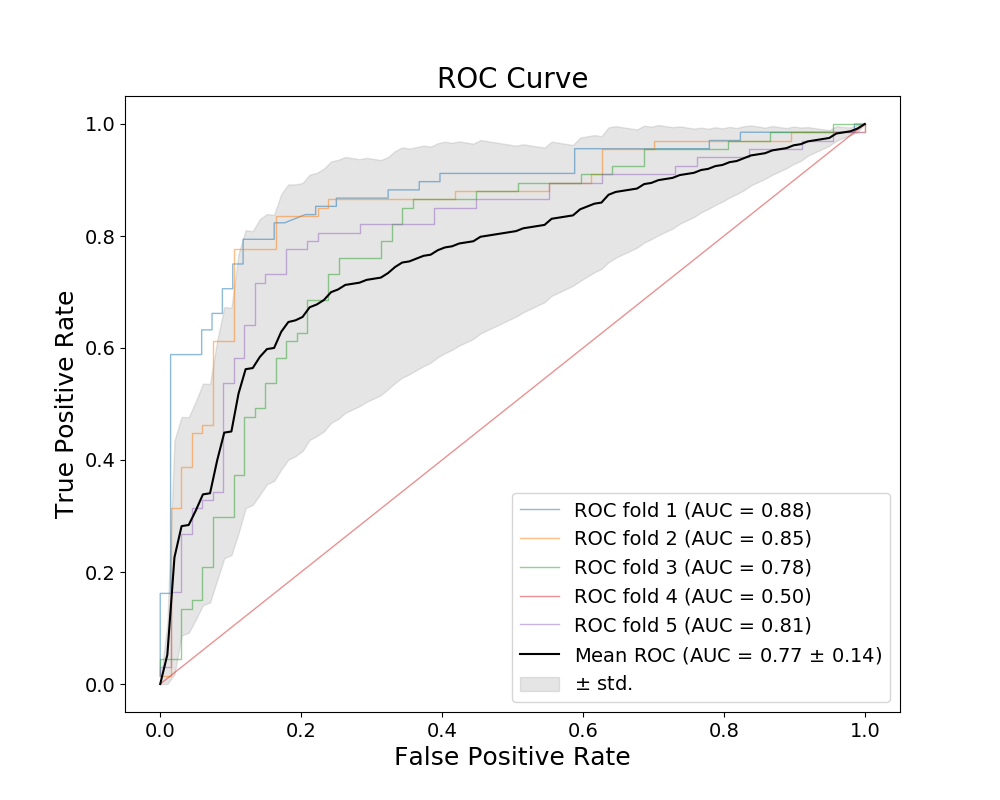 ROC Curve
True Positive Rate
1.0
0.8
0.6
0.4
0.2
0.0
ROC fold 1 (AUC = 0.88)
ROC fold 2 (AUC = 0.85)
ROC fold 3 (AUC = 0.78)
ROC fold 4 (AUC = 0.50)
ROC fold 5 (AUC = 0.81)
Mean ROC (AUC = 0.77 ± 0.14)
± std.
0.0 0.2 0.4 0.6 0.8 1.0
False Positive Rate